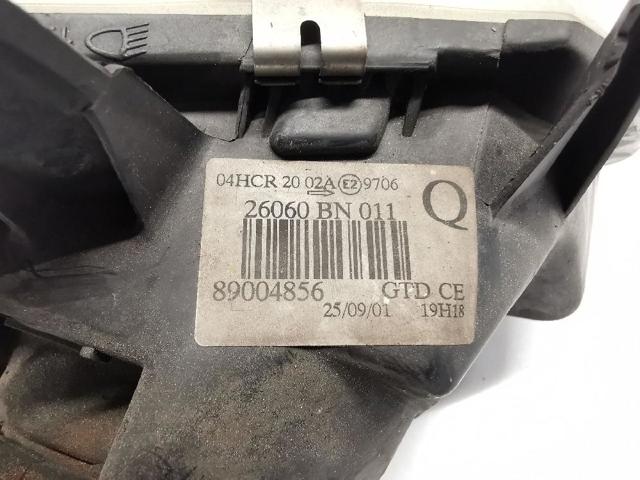 04HCR 20 02A E2 9706
26060 BN 011
Q
89004856 GTD CE
25/09/01 19H18